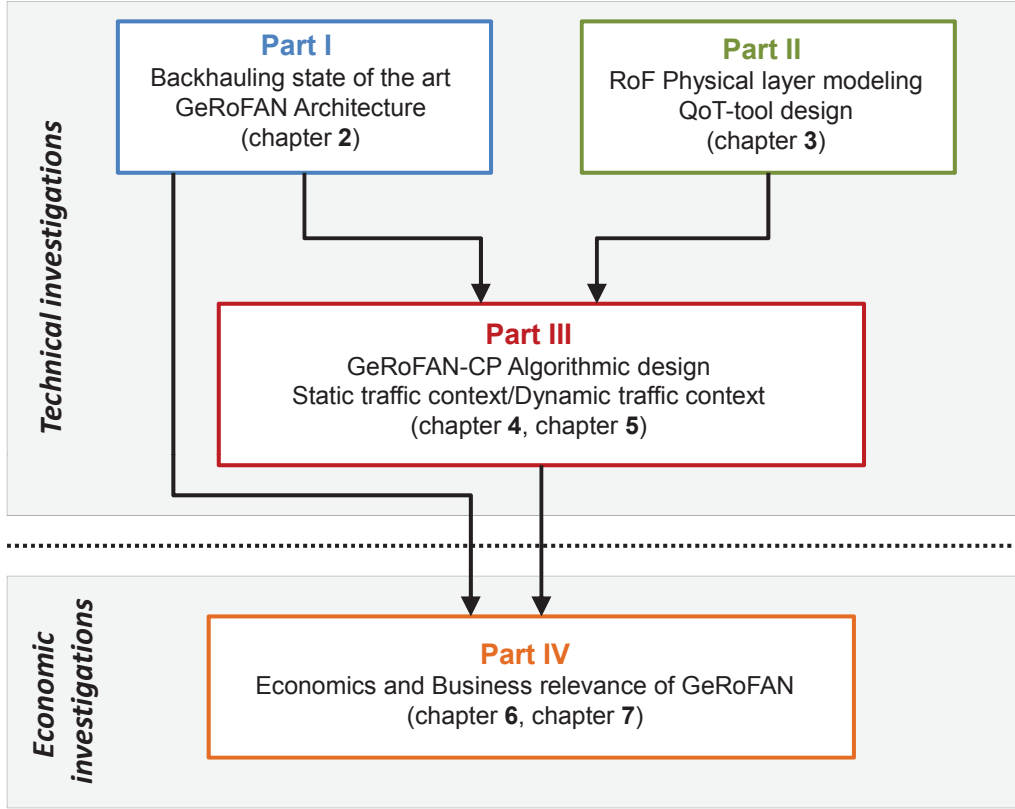 Technical investigations
Part I
Backhauling state of the art
GeRoFAN Architecture
(chapter 2)
Part II
RoF Physical layer modeling
QoT-tool design
(chapter 3)
Part III
GeRoFAN-CP Algorithmic design
Static traffic context/Dynamic traffic context
(chapter 4, chapter 5)
Economic
investigations
Part IV
Economics and Business relevance of GeRoFAN
(chapter 6, chapter 7)